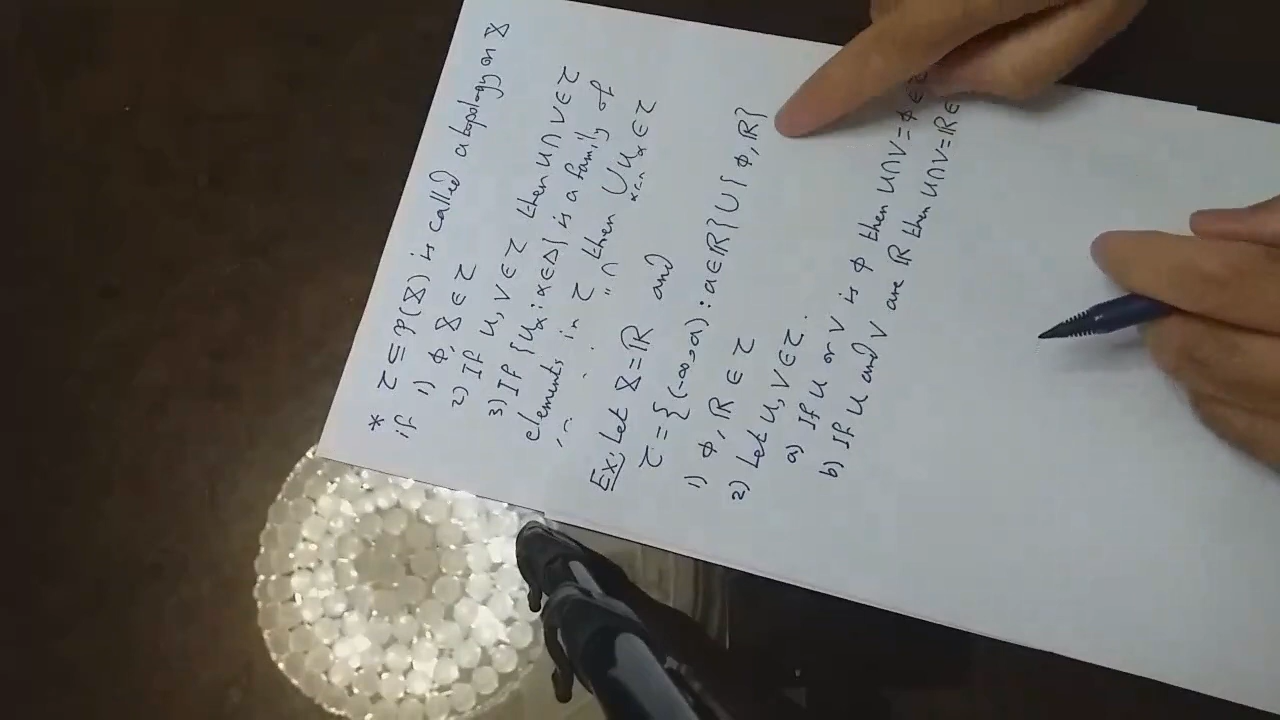 * τ ⊆ P(X) is called a topology on X
if 1) ϕ, X ∈ τ
2) If U, V ∈ τ then U∩V ∈ τ
3) If {Uα : α∈Δ} is a family of
elements in τ then ∪ Uα ∈ τ
α∈Δ
Ex: Let X = ℝ and
τ = {(-∞, a) : a∈ℝ} ∪ {ϕ, ℝ}
1) ϕ, ℝ ∈ τ
2) Let U, V ∈ τ.
a) If U or V is ϕ then U∩V = ϕ ∈ τ
b) If U and V are ℝ then U∩V = ℝ ∈